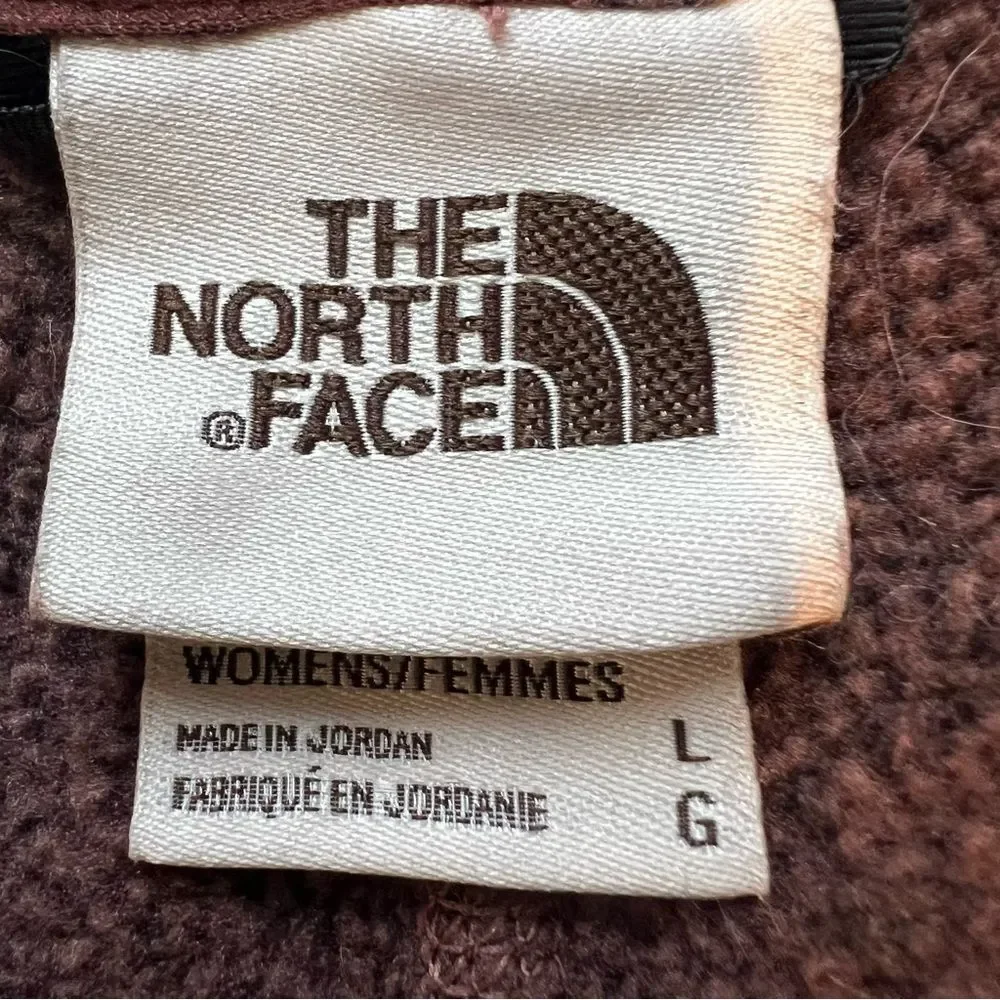 THE
NORTH
®FACE
WOMENS/FEMMES
MADE IN JORDAN L
FABRIQUÉ EN JORDANIE G